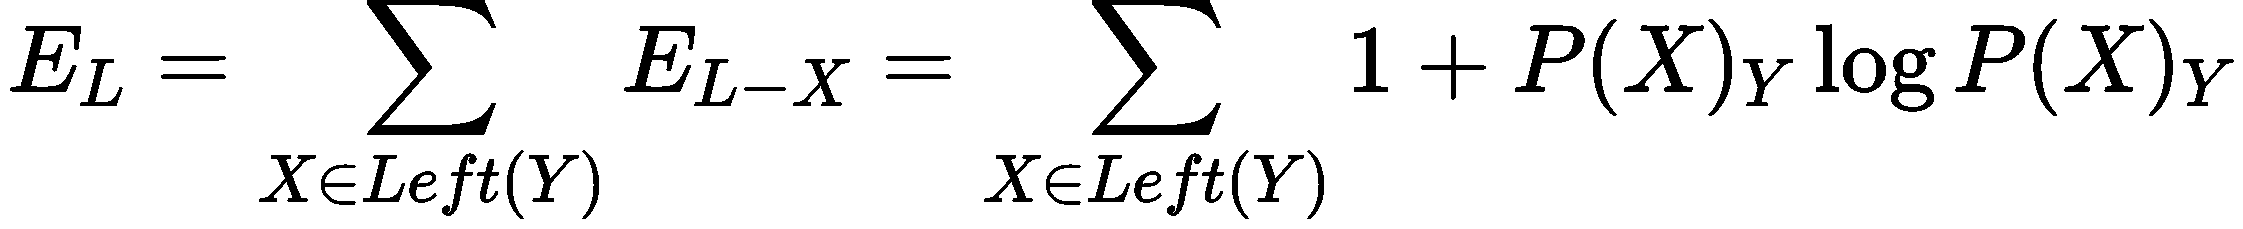 E_L = \sum_{X \in Left(Y)} E_{L-X} = \sum_{X \in Left(Y)} 1 + P(X)_Y \log P(X)_Y